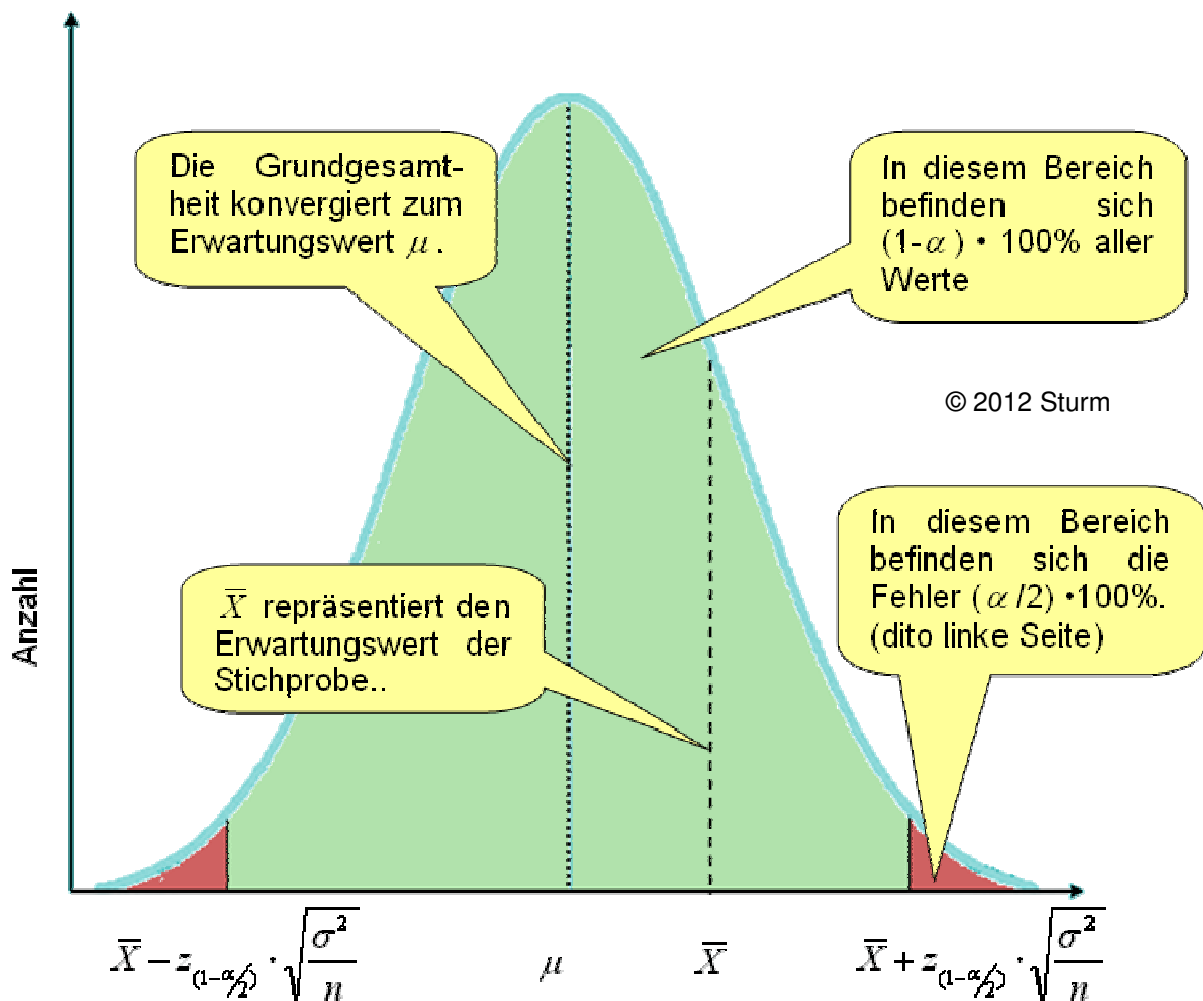 Die Grundgesamt-
heit konvergiert zum
Erwartungswert μ.
In diesem Bereich
befinden sich
(1-α) • 100% aller
Werte
© 2012 Sturm
In diesem Bereich
befinden sich die
Fehler (α/2) •100%.
(dito linke Seite)
X̅ repräsentiert den
Erwartungswert der
Stichprobe..
Anzahl
X̅ − z_(1-α/2) · √(σ²/n)
μ
X̅
X̅ + z_(1-α/2) · √(σ²/n)